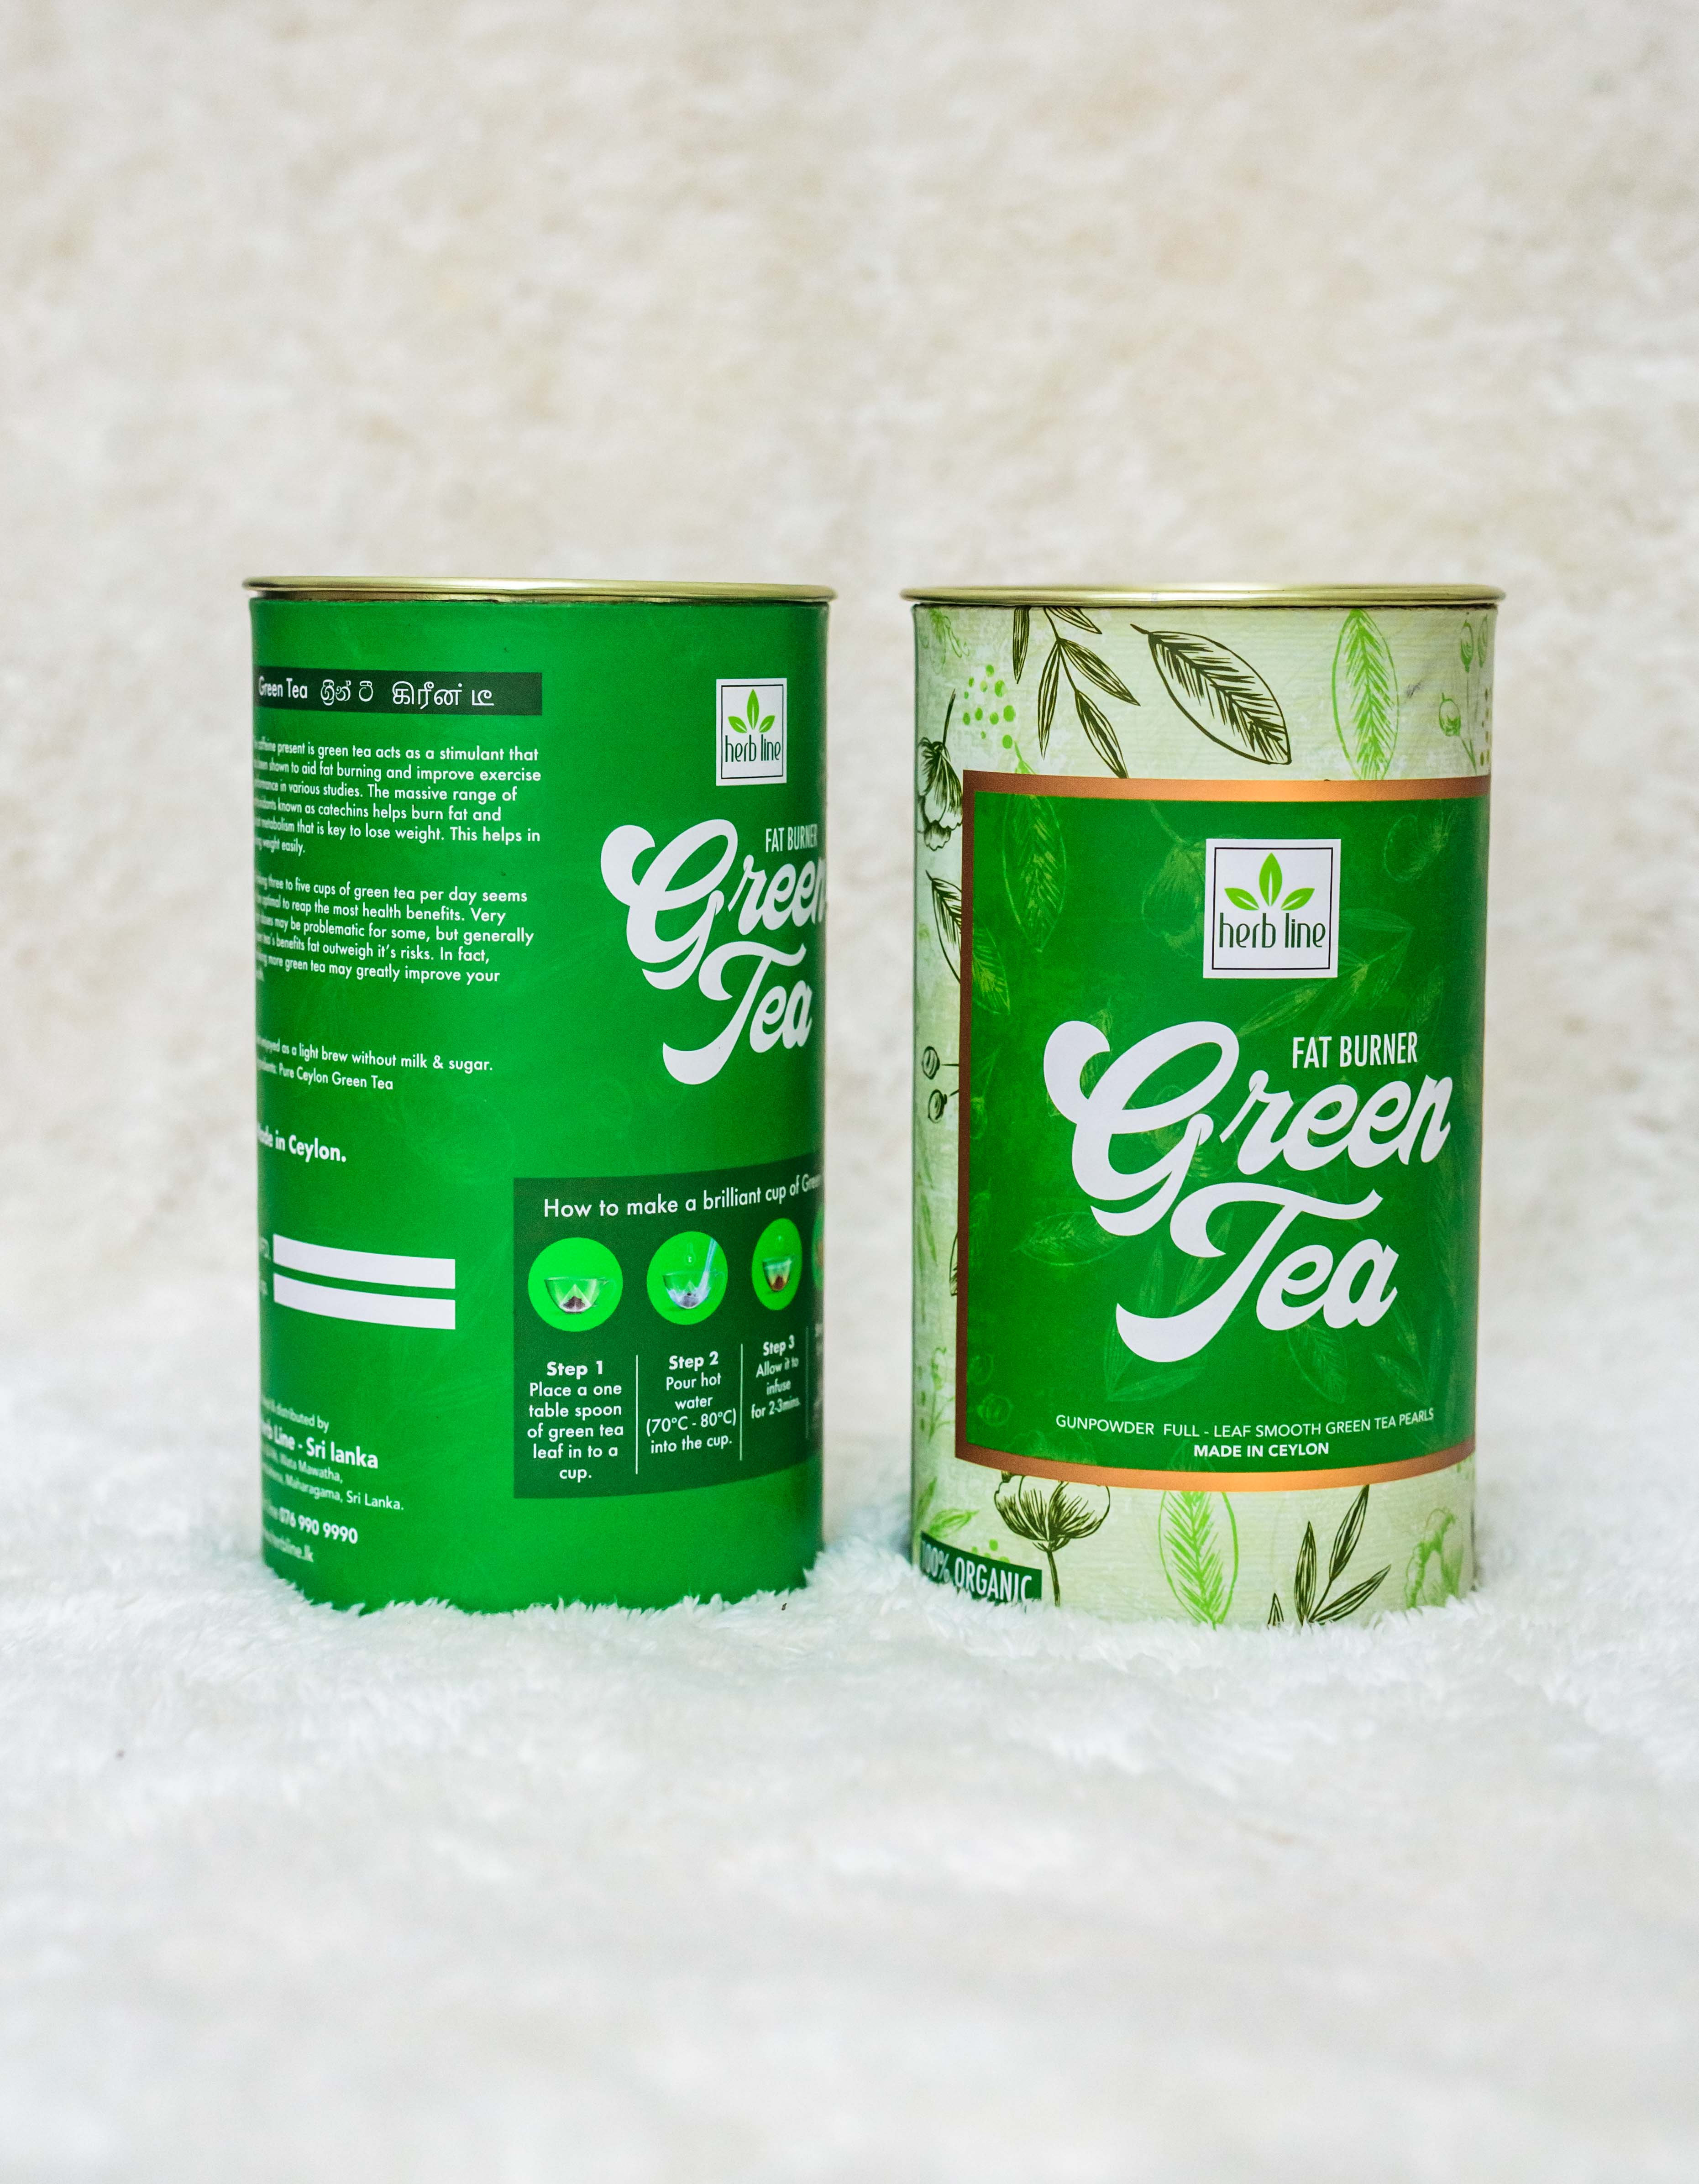 Green Tea ග්‍රීන් ටී கிரீன் டீ
present is green tea acts as a stimulant that
shown to aid fat burning and improve exercise
in various studies. The massive range of
known as catechins helps burn fat and
metabolism that is key to lose weight. This helps in
weight easily.
three to five cups of green tea per day seems
optimal to reap the most health benefits. Very
doses may be problematic for some, but generally
tea's benefits fat outweigh it's risks. In fact,
more green tea may greatly improve your
enjoyed as a light brew without milk & sugar.
Pure Ceylon Green Tea
in Ceylon.
distributed by
Line - Sri lanka
Mawatha,
Maharagama, Sri Lanka.
076 990 9990
herb line
FAT BURNER
Green
Tea
How to make a brilliant cup of
Step 1
Place a one
table spoon
of green tea
leaf in to a
cup.
Step 2
Pour hot
water
(70°C - 80°C)
into the cup.
Step 3
Allow it to
infuse
for 2-3mins.
herb line
FAT BURNER
Green
Tea
GUNPOWDER FULL - LEAF SMOOTH GREEN TEA PEARLS
MADE IN CEYLON
100% ORGANIC